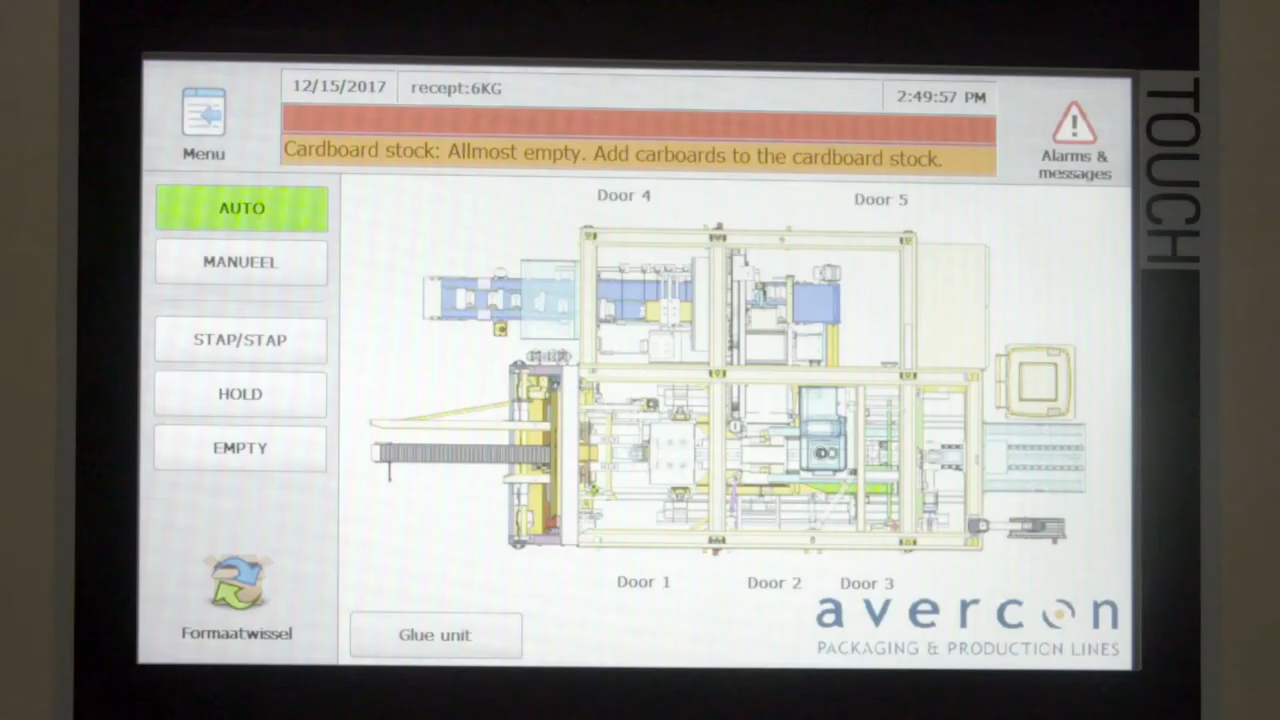 12/15/2017 recept:6KG 2:49:57 PM
Cardboard stock: Allmost empty. Add carboards to the cardboard stock.
Menu
Alarms &
messages
TOUCH
AUTO
MANUEEL
STAP/STAP
HOLD
EMPTY
Formaatwissel
Door 4 Door 5
Door 1 Door 2 Door 3
Glue unit
avercon
PACKAGING & PRODUCTION LINES